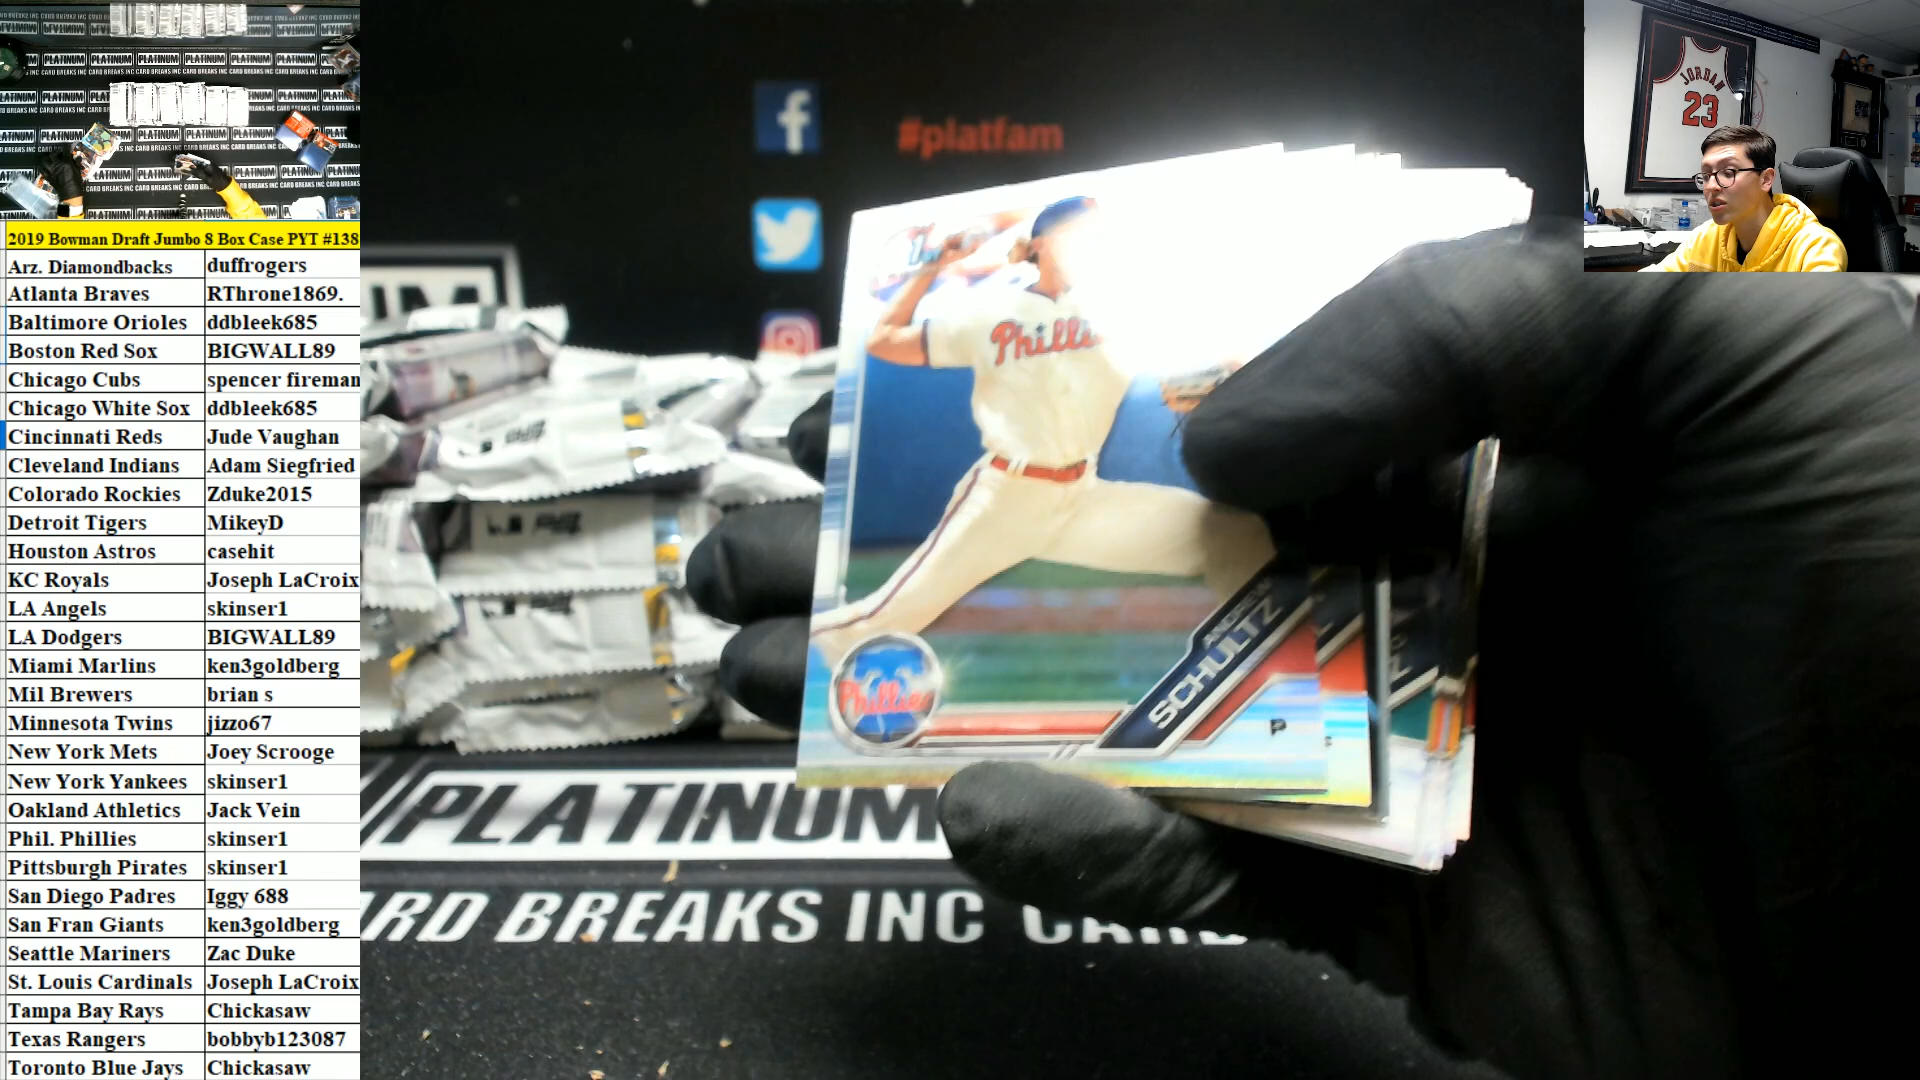 2019 Bowman Draft Jumbo 8 Box Case PYT #138
Arz. Diamondbacks duffrogers
Atlanta Braves RThrone1869.
Baltimore Orioles ddbleek685
Boston Red Sox BIGWALL89
Chicago Cubs spencer fireman
Chicago White Sox ddbleek685
Cincinnati Reds Jude Vaughan
Cleveland Indians Adam Siegfried
Colorado Rockies Zduke2015
Detroit Tigers MikeyD
Houston Astros casehit
KC Royals Joseph LaCroix
LA Angels skinser1
LA Dodgers BIGWALL89
Miami Marlins ken3goldberg
Mil Brewers brian s
Minnesota Twins jizzo67
New York Mets Joey Scrooge
New York Yankees skinser1
Oakland Athletics Jack Vein
Phil. Phillies skinser1
Pittsburgh Pirates skinser1
San Diego Padres Iggy 688
San Fran Giants ken3goldberg
Seattle Mariners Zac Duke
St. Louis Cardinals Joseph LaCroix
Tampa Bay Rays Chickasaw
Texas Rangers bobbyb123087
Toronto Blue Jays Chickasaw
#platfam
Phillies
ANDREW
SCHULTZ
P
Phillies
PLATINUM
CARD BREAKS INC CARD
JORDAN
23